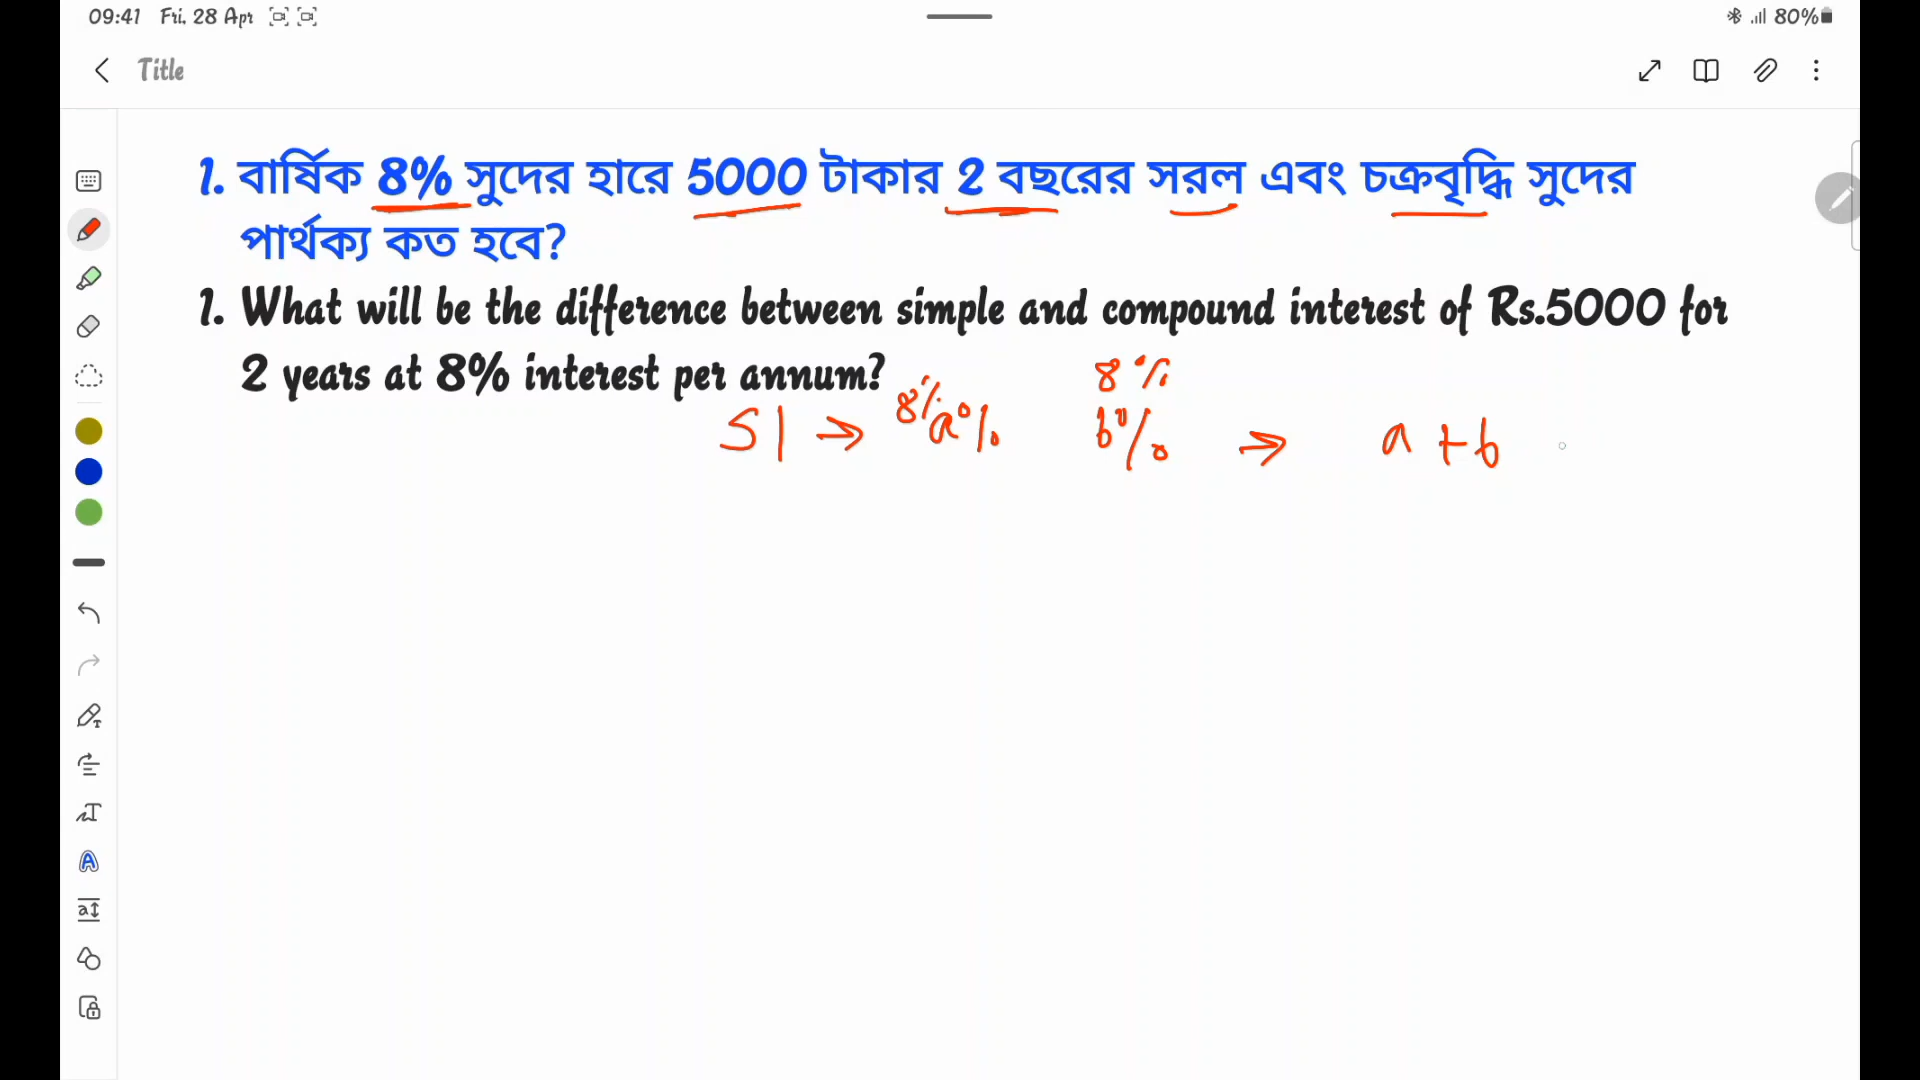 09:41 Fri, 28 Apr 80%
Title
1. বার্ষিক 8% সুদের হারে 5000 টাকার 2 বছরের সরল এবং চক্রবৃদ্ধি সুদের
পার্থক্য কত হবে?
1. What will be the difference between simple and compound interest of Rs.5000 for
2 years at 8% interest per annum?
8% 8%
SI → a% b% → a + b